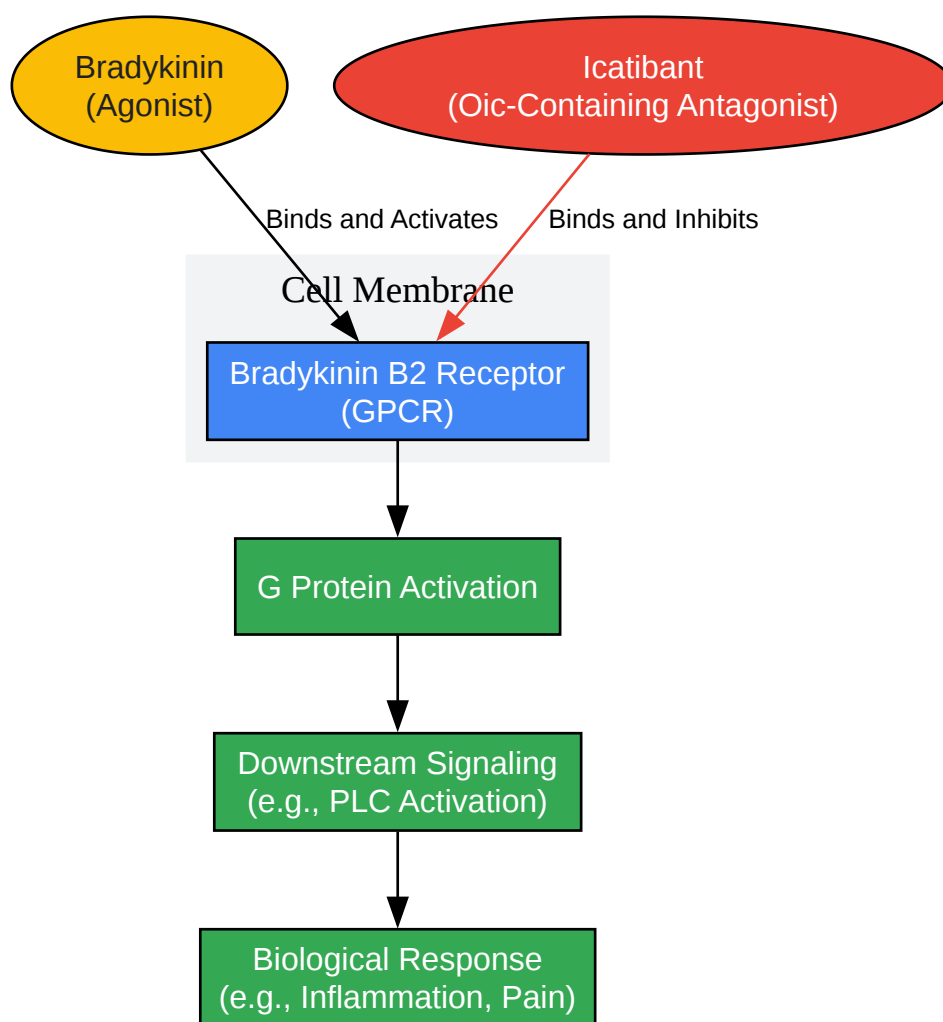 Bradykinin
(Agonist)
Icatibant
(Oic-Containing Antagonist)
Binds and Activates
Binds and Inhibits
Cell Membrane
Bradykinin B2 Receptor
(GPCR)
G Protein Activation
Downstream Signaling
(e.g., PLC Activation)
Biological Response
(e.g., Inflammation, Pain)